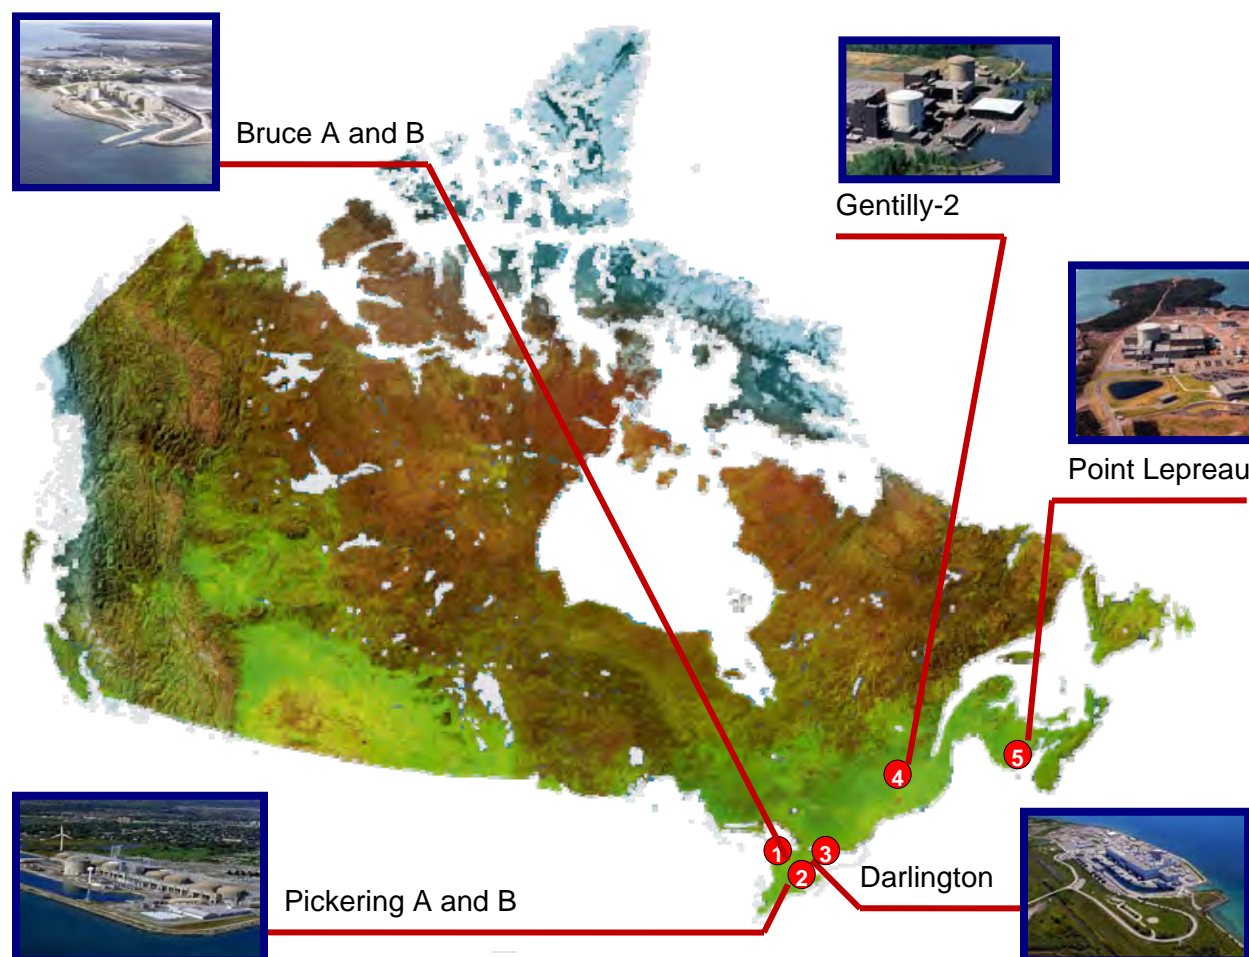 Bruce A and B
Gentilly-2
Point Lepreau
5
4
1
3
2
Darlington
Pickering A and B